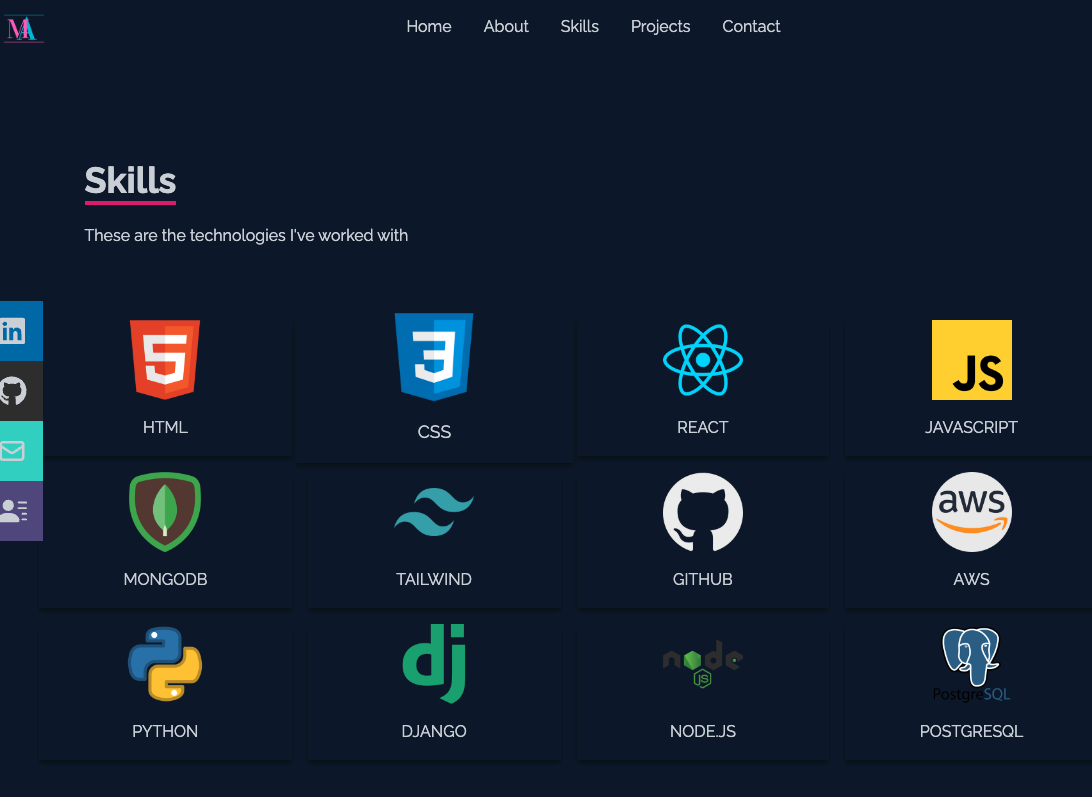 MA
Home About Skills Projects Contact
Skills
These are the technologies I've worked with
in
5 3 JS
HTML CSS REACT JAVASCRIPT
aws
MONGODB TAILWIND GITHUB AWS
dj node JS PostgreSQL
PYTHON DJANGO NODE.JS POSTGRESQL